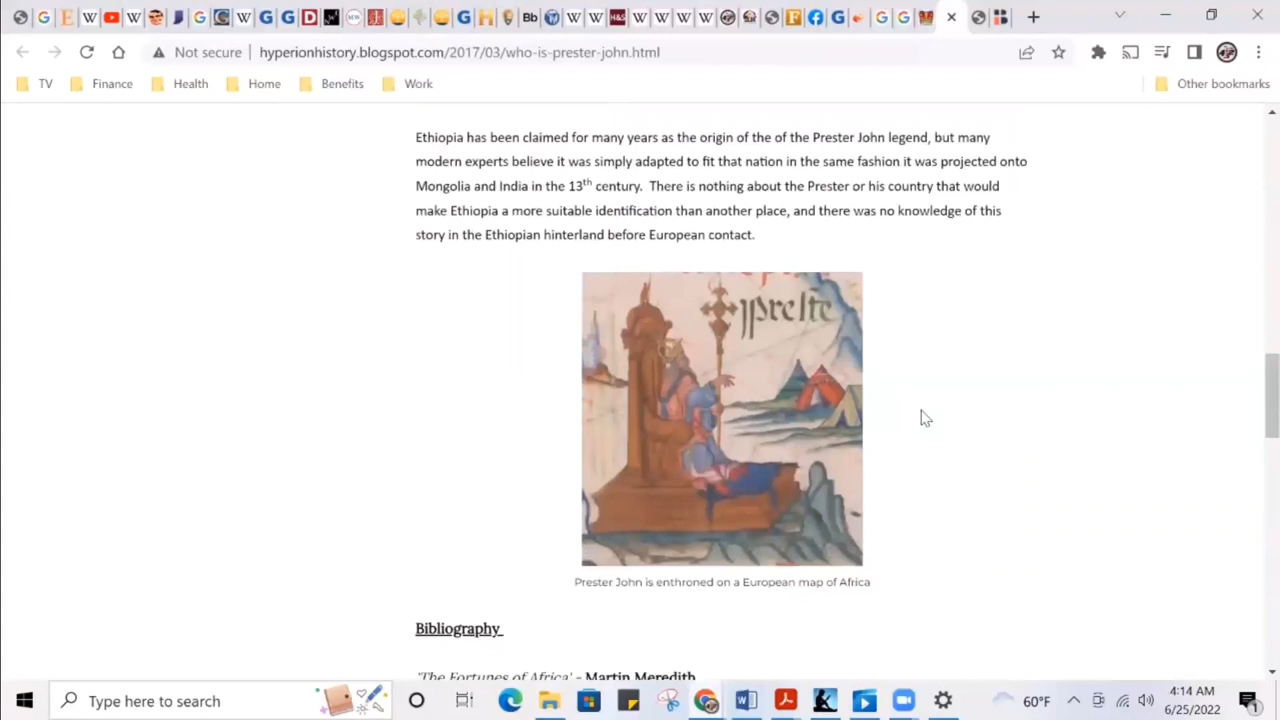 Not secure
hyperionhistory.blogspot.com/2017/03/who-is-prester-john.html
TV Finance Health Home Benefits Work Other bookmarks
Ethiopia has been claimed for many years as the origin of the of the Prester John legend, but many
modern experts believe it was simply adapted to fit that nation in the same fashion it was projected onto
Mongolia and India in the 13th century. There is nothing about the Prester or his country that would
make Ethiopia a more suitable identification than another place, and there was no knowledge of this
story in the Ethiopian hinterland before European contact.
preste
Prester John is enthroned on a European map of Africa
Bibliography
'The Fortunes of Africa' - Martin Meredith
Type here to search
60°F
4:14 AM
6/25/2022